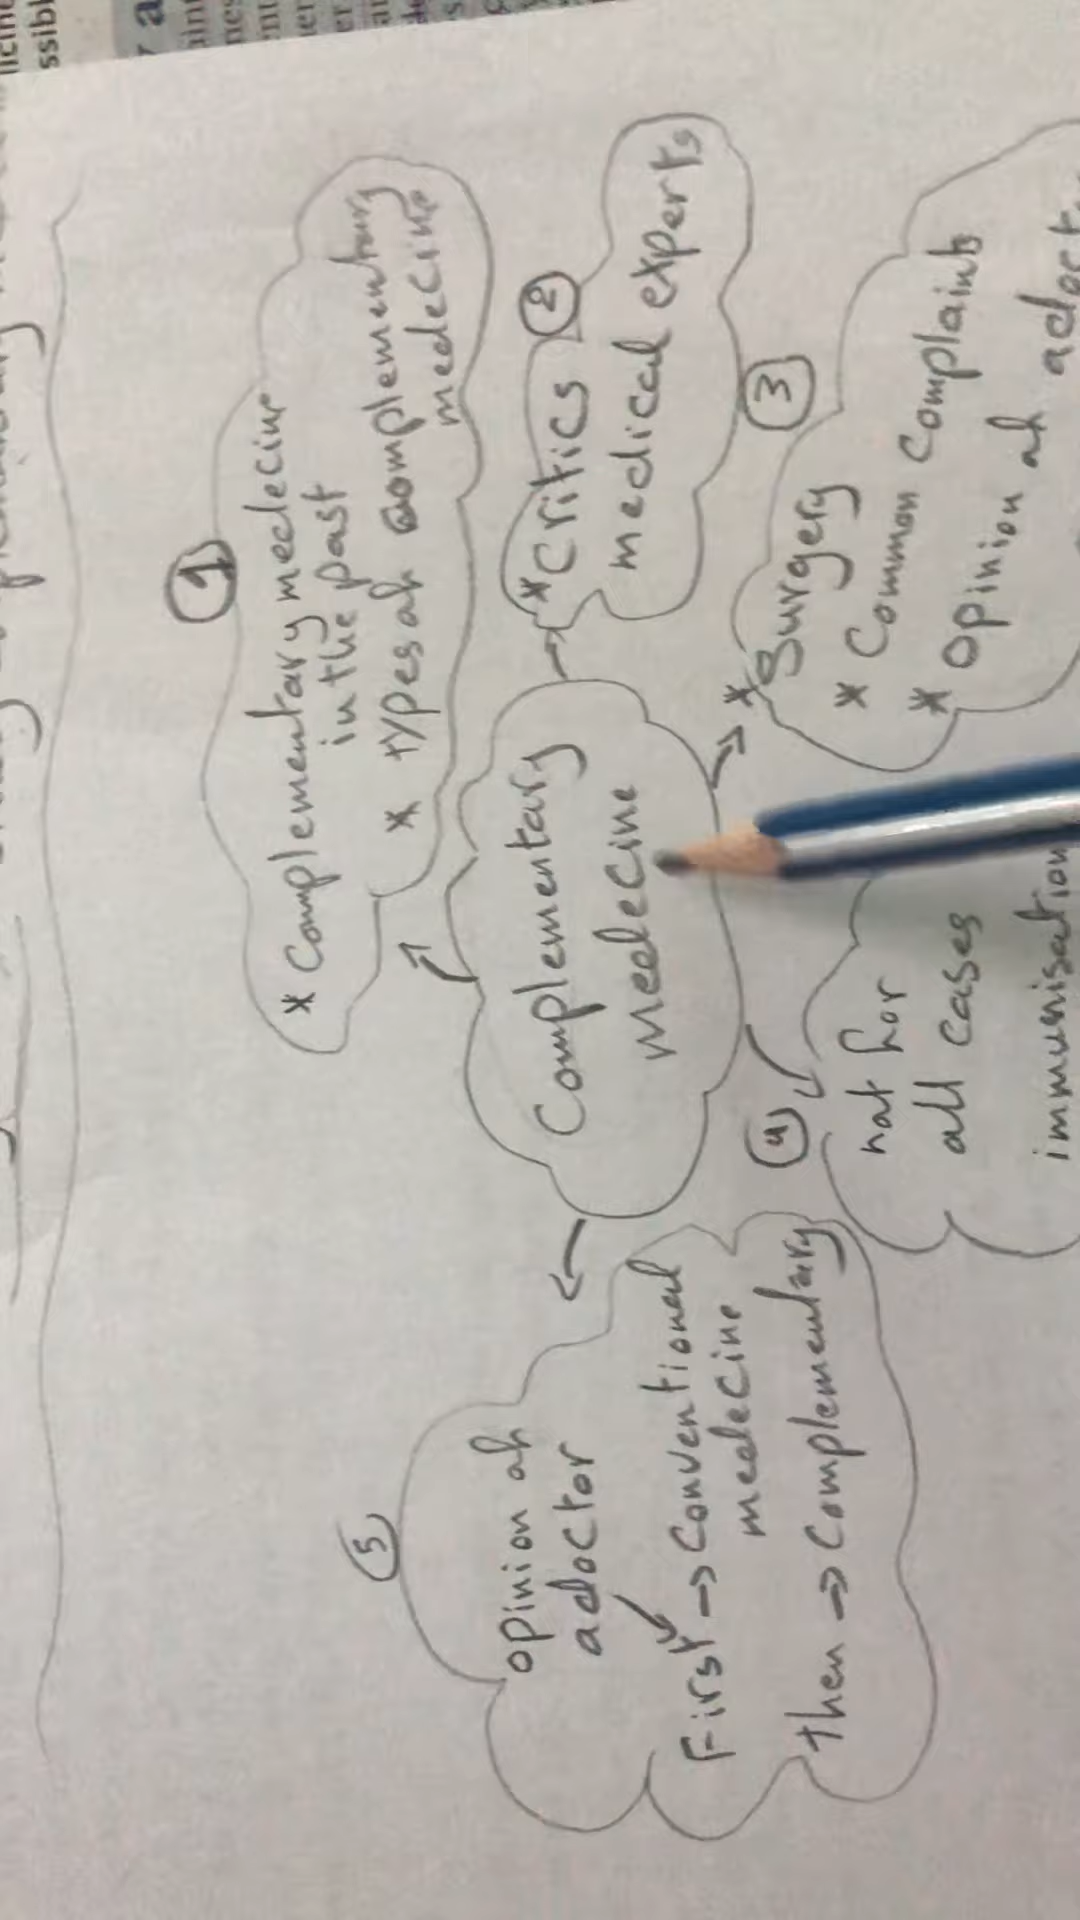 1
* Complementary medecine
in the past
* types of complementary
medecine
2
* Critics
medical experts
Complementary
medecine
3
* Surgery
* Common complaints
* Opinion of a doct
4
not for
all cases
immunisation
5
opinion of
a doctor
First → Conventional
medecine
then → Complementary